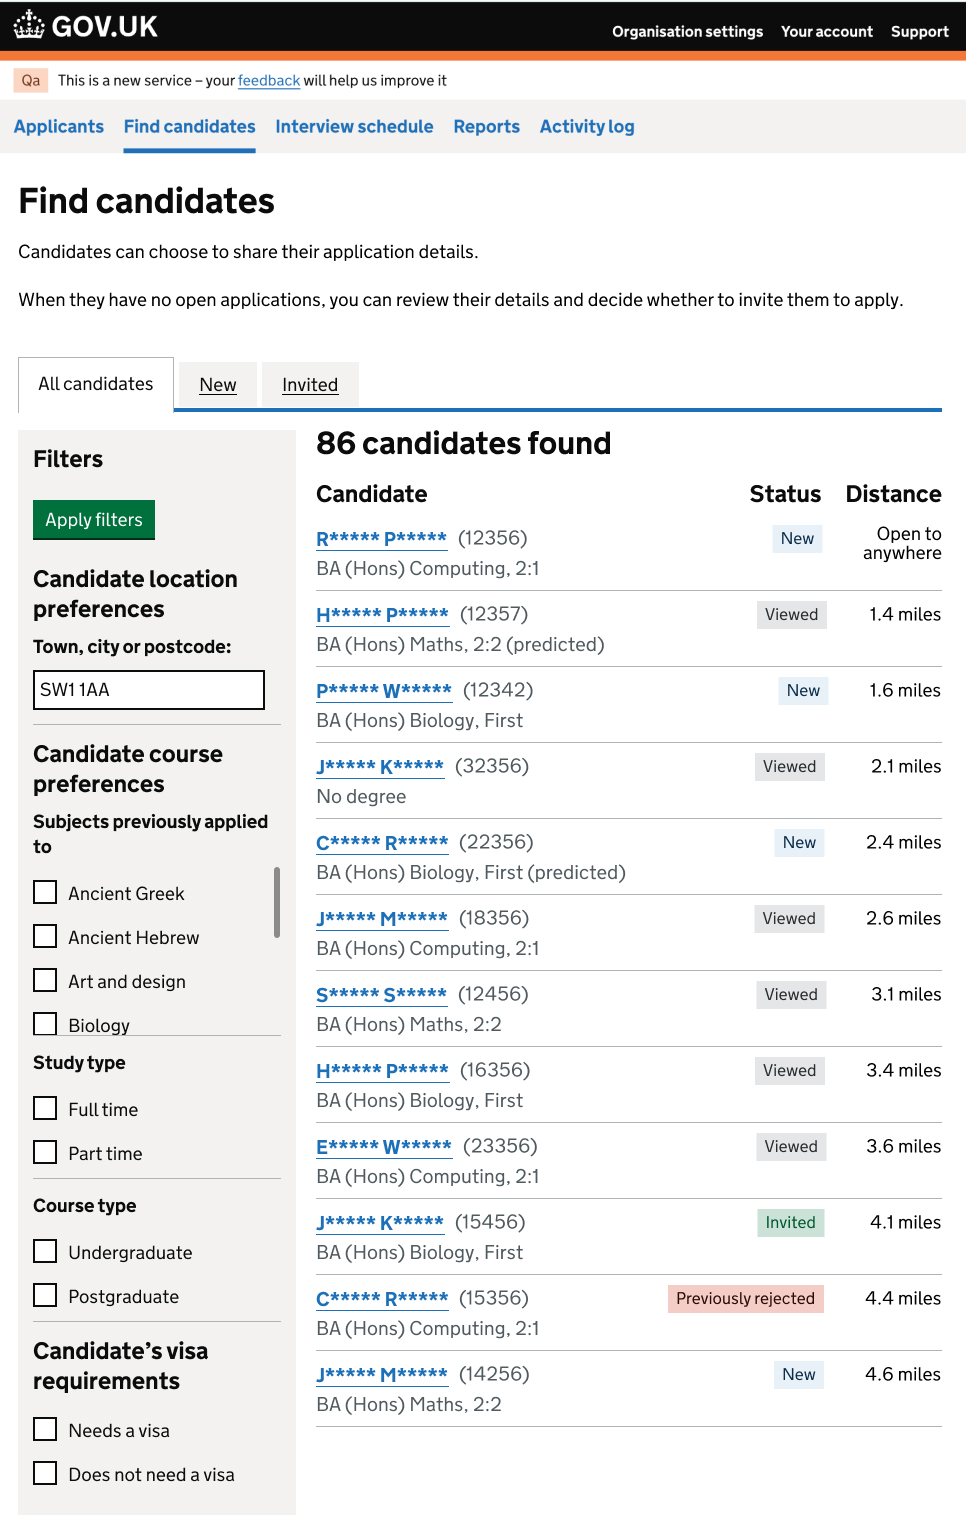 GOV.UK
Organisation settings Your account Support
Qa This is a new service – your feedback will help us improve it
Applicants Find candidates Interview schedule Reports Activity log
Find candidates
Candidates can choose to share their application details.
When they have no open applications, you can review their details and decide whether to invite them to apply.
All candidates New Invited
Filters
Apply filters
Candidate location
preferences
Town, city or postcode:
SW1 1AA
Candidate course
preferences
Subjects previously applied
to
Ancient Greek
Ancient Hebrew
Art and design
Biology
Study type
Full time
Part time
Course type
Undergraduate
Postgraduate
Candidate’s visa
requirements
Needs a visa
Does not need a visa
86 candidates found
Candidate Status Distance
R***** P***** (12356) New Open to
anywhere
BA (Hons) Computing, 2:1
H***** P***** (12357) Viewed 1.4 miles
BA (Hons) Maths, 2:2 (predicted)
P***** W***** (12342) New 1.6 miles
BA (Hons) Biology, First
J***** K***** (32356) Viewed 2.1 miles
No degree
C***** R***** (22356) New 2.4 miles
BA (Hons) Biology, First (predicted)
J***** M***** (18356) Viewed 2.6 miles
BA (Hons) Computing, 2:1
S***** S***** (12456) Viewed 3.1 miles
BA (Hons) Maths, 2:2
H***** P***** (16356) Viewed 3.4 miles
BA (Hons) Biology, First
E***** W***** (23356) Viewed 3.6 miles
BA (Hons) Computing, 2:1
J***** K***** (15456) Invited 4.1 miles
BA (Hons) Biology, First
C***** R***** (15356) Previously rejected 4.4 miles
BA (Hons) Computing, 2:1
J***** M***** (14256) New 4.6 miles
BA (Hons) Maths, 2:2